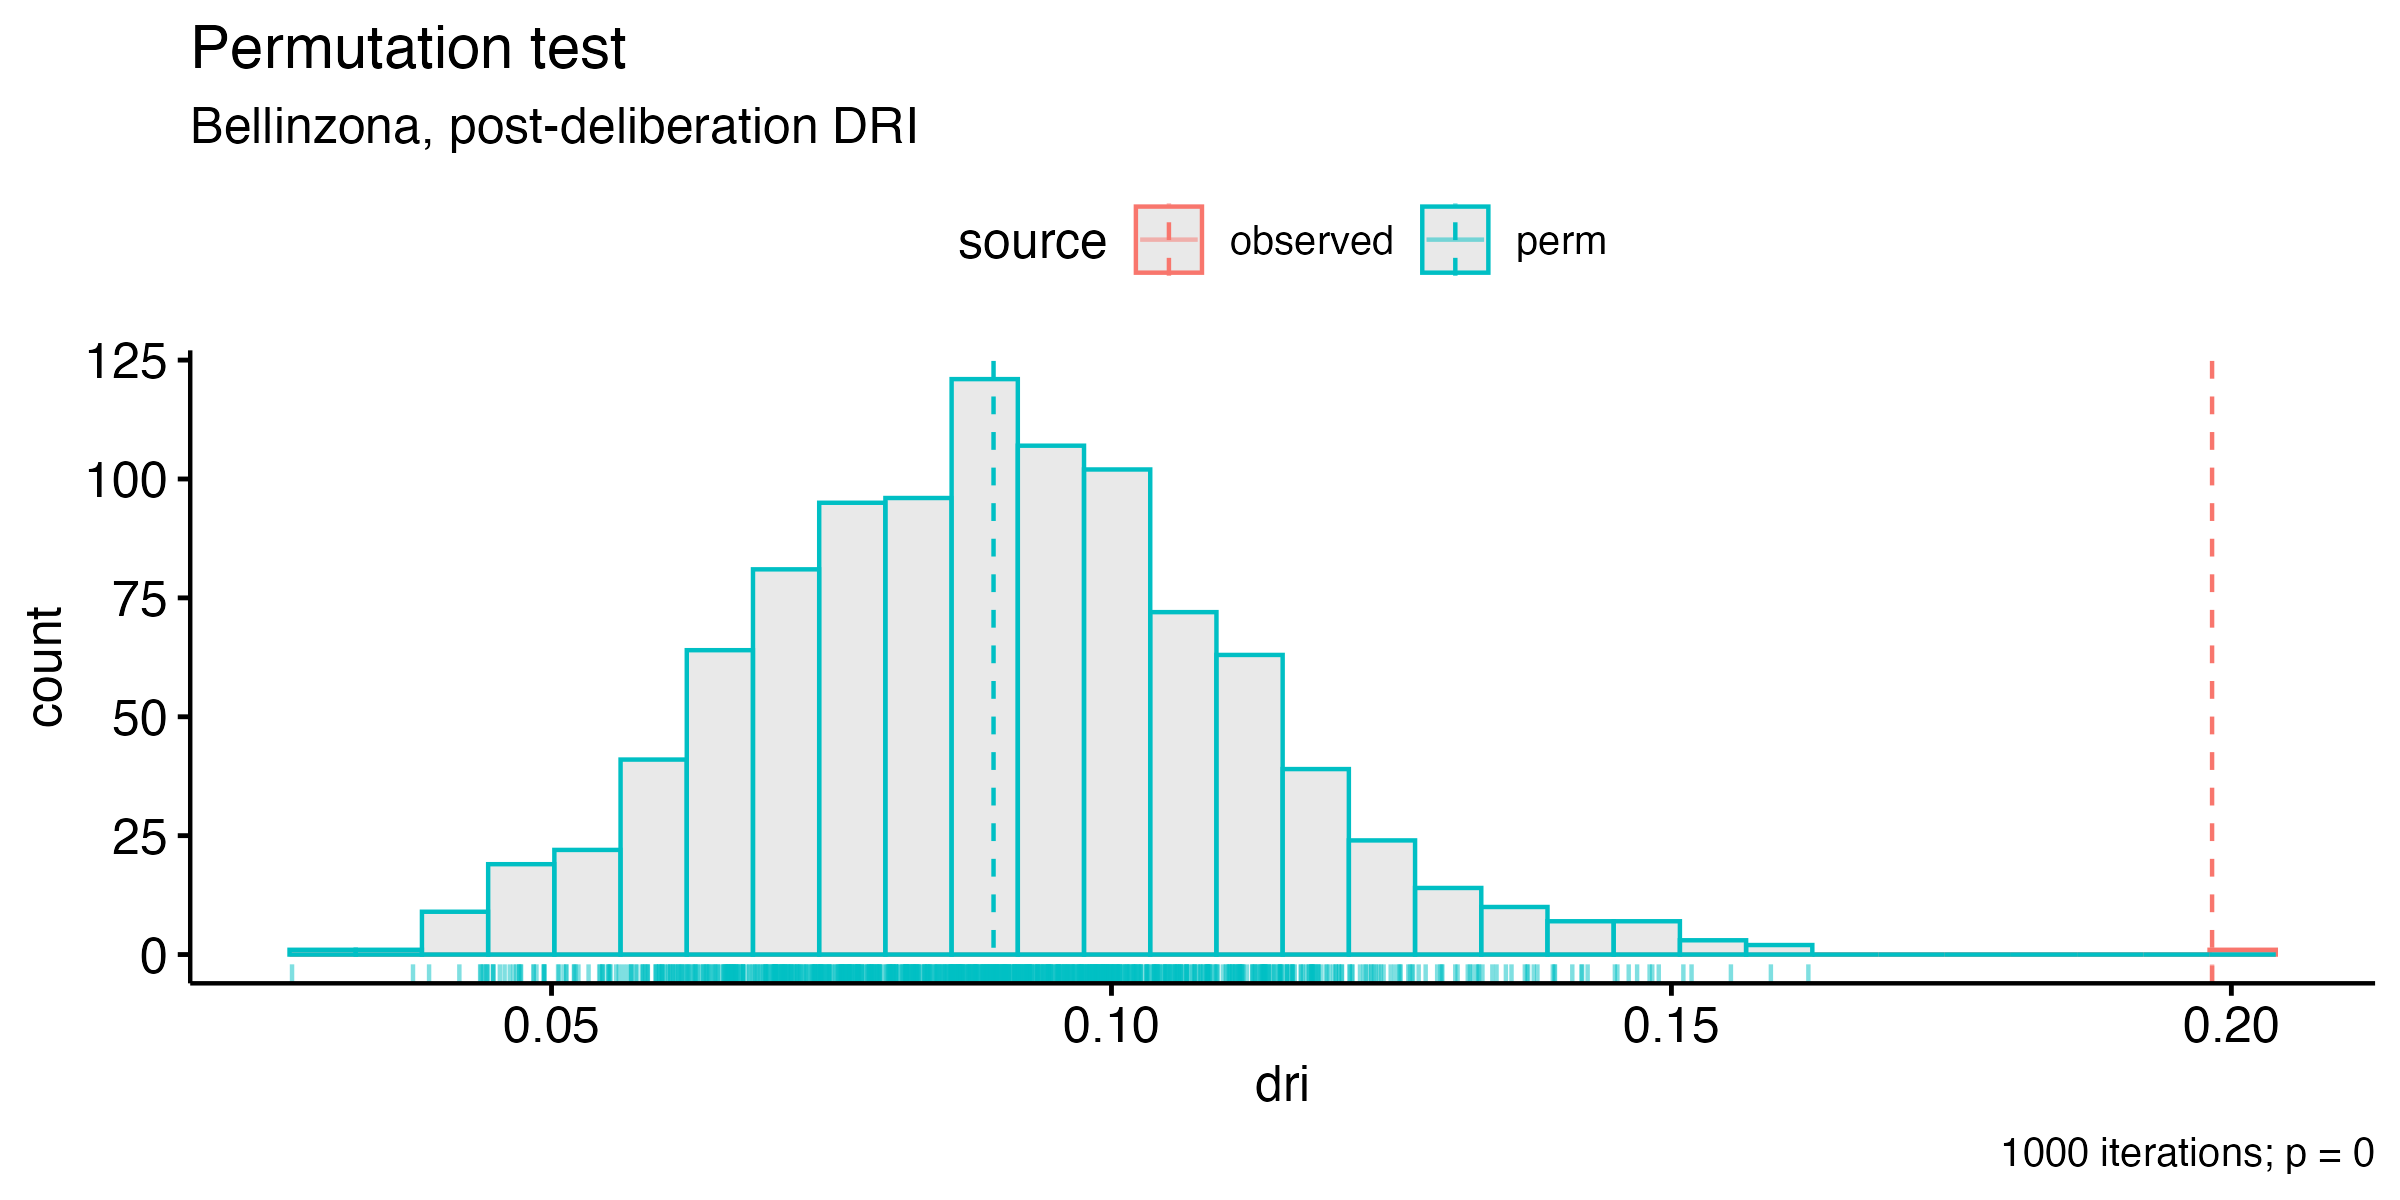 Permutation test
Bellinzona, post-deliberation DRI
source observed perm
125
100
75
50
25
0
count
0.05 0.10 0.15 0.20
dri
1000 iterations; p = 0